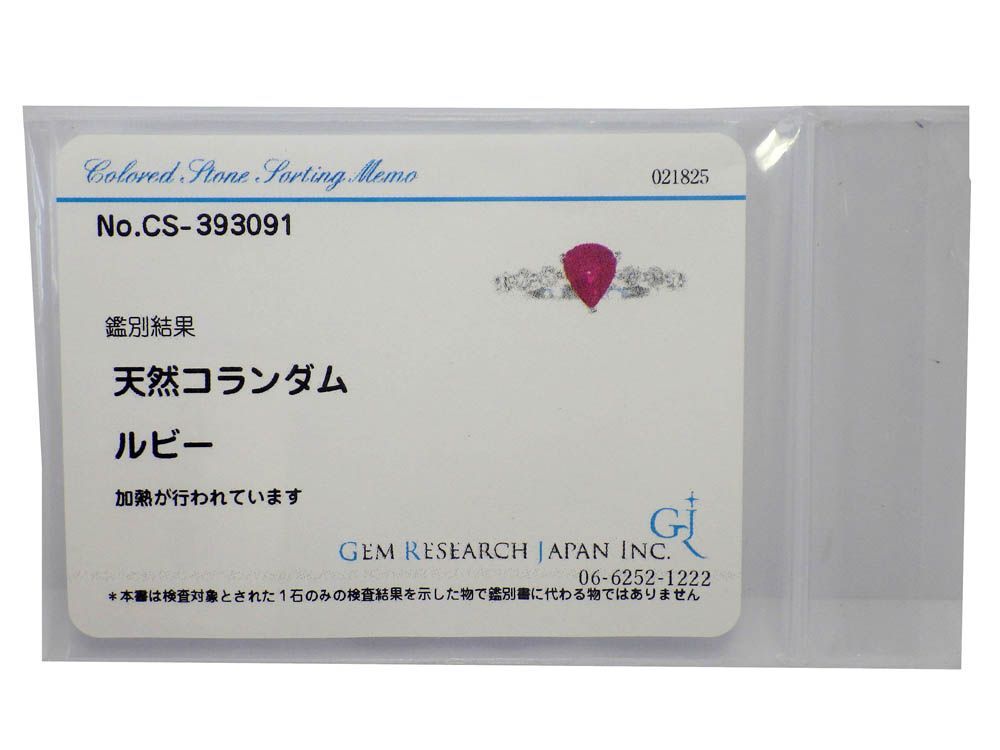 Colored Stone Sorting Memo
021825
No.CS-393091
鑑別結果
天然コランダム
ルビー
加熱が行われています
GJR
GEM RESEARCH JAPAN INC.
06-6252-1222
*本書は検査対象とされた1石のみの検査結果を示した物で鑑別書に代わる物ではありません